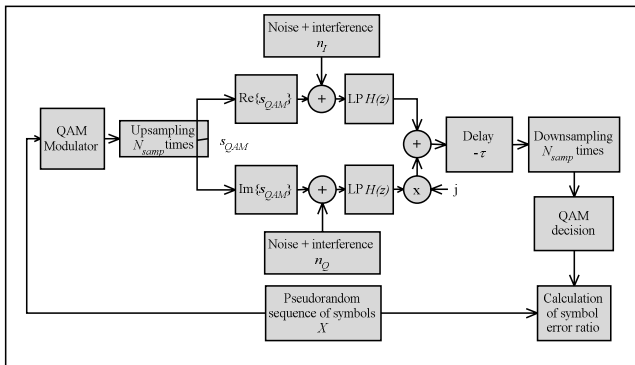 Noise + interference
n_I
QAM
Modulator
Upsampling
N_samp times
s_QAM
Re{s_QAM}
+
LP H(z)
+
Delay
-τ
Downsampling
N_samp times
Im{s_QAM}
+
LP H(z)
x
j
Noise + interference
n_Q
QAM
decision
Pseudorandom
sequence of symbols
X
Calculation
of symbol
error ratio